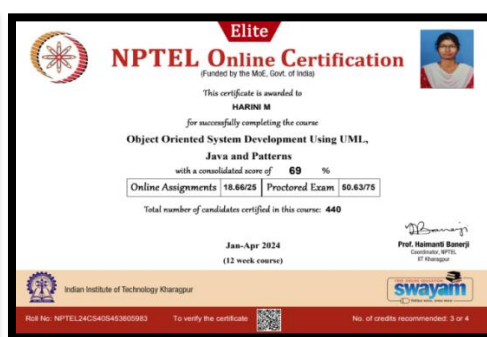 Elite
NPTEL Online Certification
(Funded by the MoE, Govt. of India)
This certificate is awarded to
HARINI M
for successfully completing the course
Object Oriented System Development Using UML,
Java and Patterns
with a consolidated score of 69 %
Online Assignments 18.66/25 Proctored Exam 50.63/75
Total number of candidates certified in this course: 440
Jan-Apr 2024
(12 week course)
Prof. Haimanti Banerji
Coordinator, NPTEL
IIT Kharagpur
Indian Institute of Technology Kharagpur
FREE ONLINE EDUCATION
swayam
Roll No: NPTEL24CS40S453805983 To verify the certificate No. of credits recommended: 3 or 4